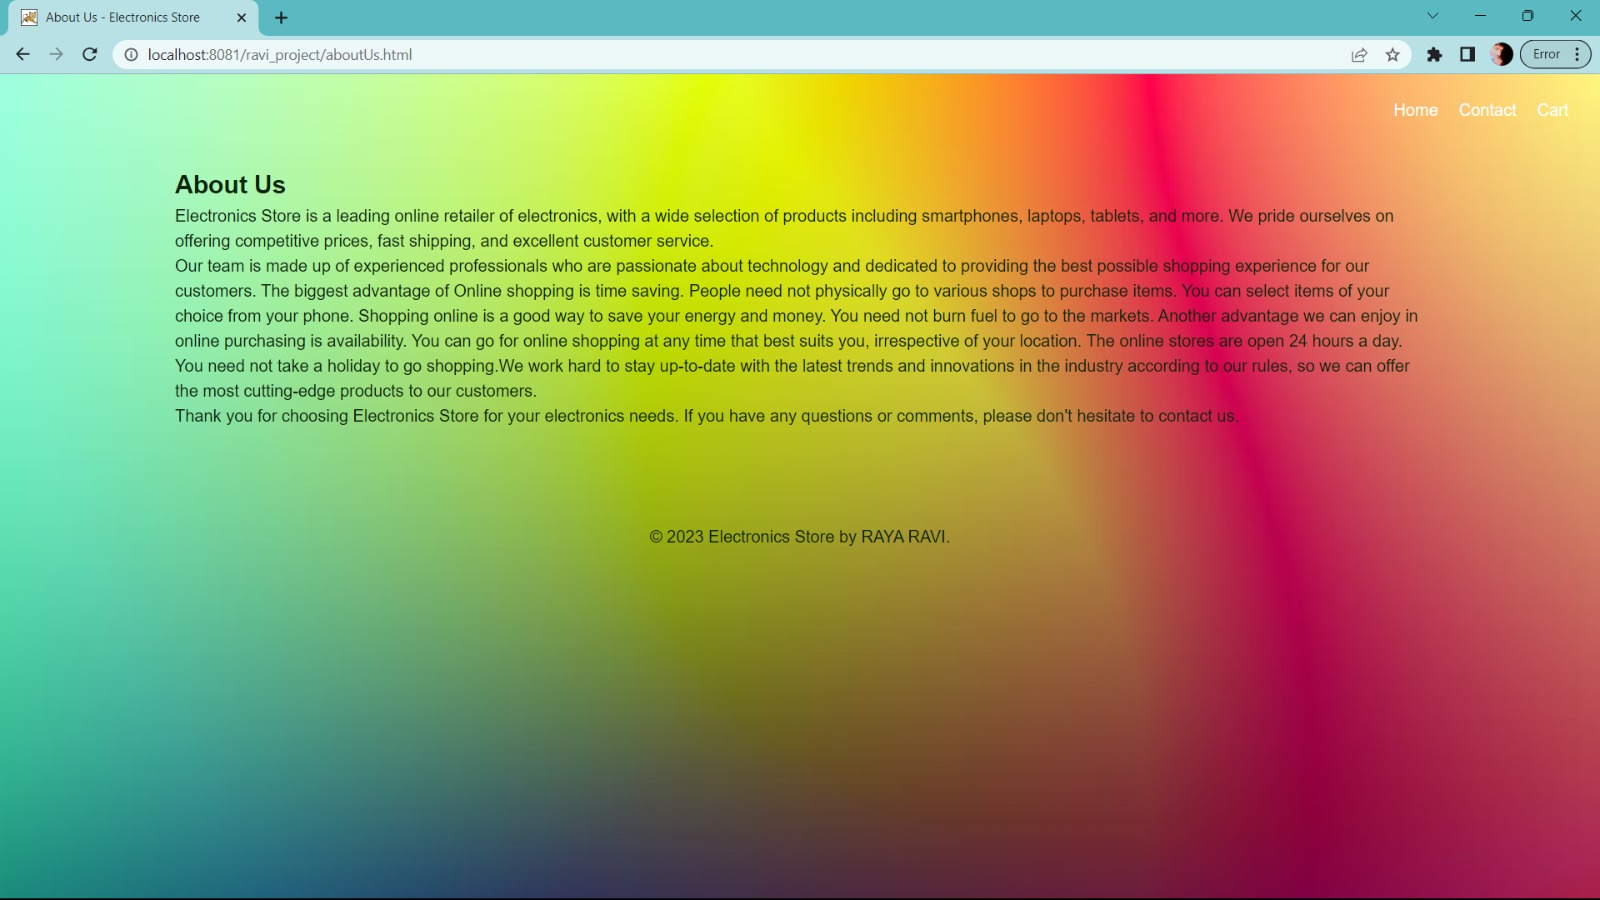 About Us - Electronics Store
localhost:8081/ravi_project/aboutUs.html
Error
Home Contact Cart
About Us
Electronics Store is a leading online retailer of electronics, with a wide selection of products including smartphones, laptops, tablets, and more. We pride ourselves on
offering competitive prices, fast shipping, and excellent customer service.
Our team is made up of experienced professionals who are passionate about technology and dedicated to providing the best possible shopping experience for our
customers. The biggest advantage of Online shopping is time saving. People need not physically go to various shops to purchase items. You can select items of your
choice from your phone. Shopping online is a good way to save your energy and money. You need not burn fuel to go to the markets. Another advantage we can enjoy in
online purchasing is availability. You can go for online shopping at any time that best suits you, irrespective of your location. The online stores are open 24 hours a day.
You need not take a holiday to go shopping.We work hard to stay up-to-date with the latest trends and innovations in the industry according to our rules, so we can offer
the most cutting-edge products to our customers.
Thank you for choosing Electronics Store for your electronics needs. If you have any questions or comments, please don't hesitate to contact us.
© 2023 Electronics Store by RAYA RAVI.